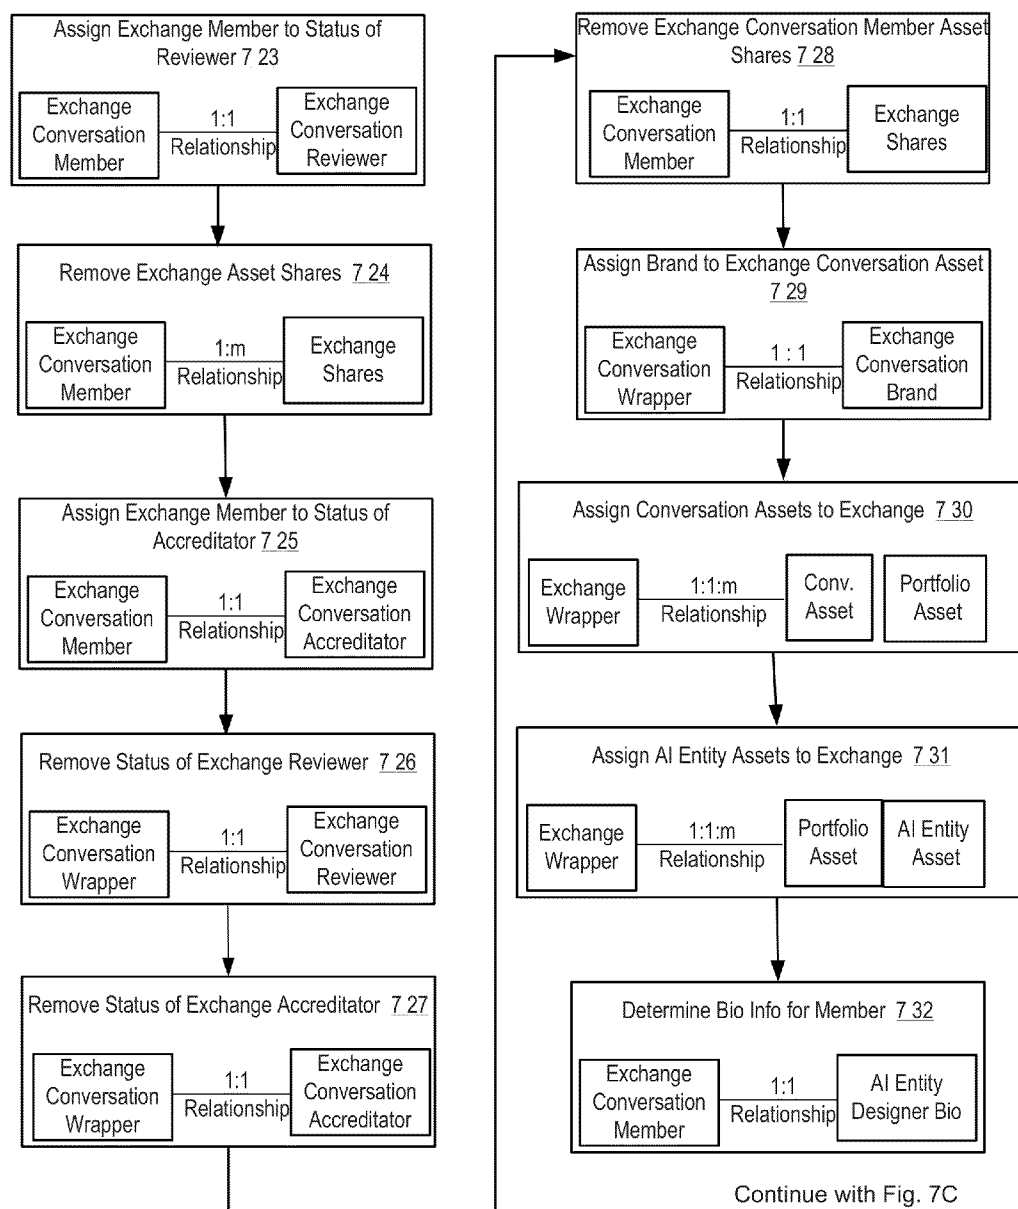 Assign Exchange Member to Status of
Reviewer 7 23
Exchange
Conversation
Member
1:1
Relationship
Exchange
Conversation
Reviewer
Remove Exchange Asset Shares 7 24
Exchange
Conversation
Member
1:m
Relationship
Exchange
Shares
Assign Exchange Member to Status of
Accreditator 7 25
Exchange
Conversation
Member
1:1
Relationship
Exchange
Conversation
Accreditator
Remove Status of Exchange Reviewer 7 26
Exchange
Conversation
Wrapper
1:1
Relationship
Exchange
Conversation
Reviewer
Remove Status of Exchange Accreditator 7 27
Exchange
Conversation
Wrapper
1:1
Relationship
Exchange
Conversation
Accreditator
Remove Exchange Conversation Member Asset
Shares 7 28
Exchange
Conversation
Member
1:1
Relationship
Exchange
Shares
Assign Brand to Exchange Conversation Asset
7 29
Exchange
Conversation
Wrapper
1 : 1
Relationship
Exchange
Conversation
Brand
Assign Conversation Assets to Exchange 7 30
Exchange
Wrapper
1:1:m
Relationship
Conv.
Asset
Portfolio
Asset
Assign AI Entity Assets to Exchange 7 31
Exchange
Wrapper
1:1:m
Relationship
Portfolio
Asset
AI Entity
Asset
Determine Bio Info for Member 7 32
Exchange
Conversation
Member
1:1
Relationship
AI Entity
Designer Bio
Continue with Fig. 7C